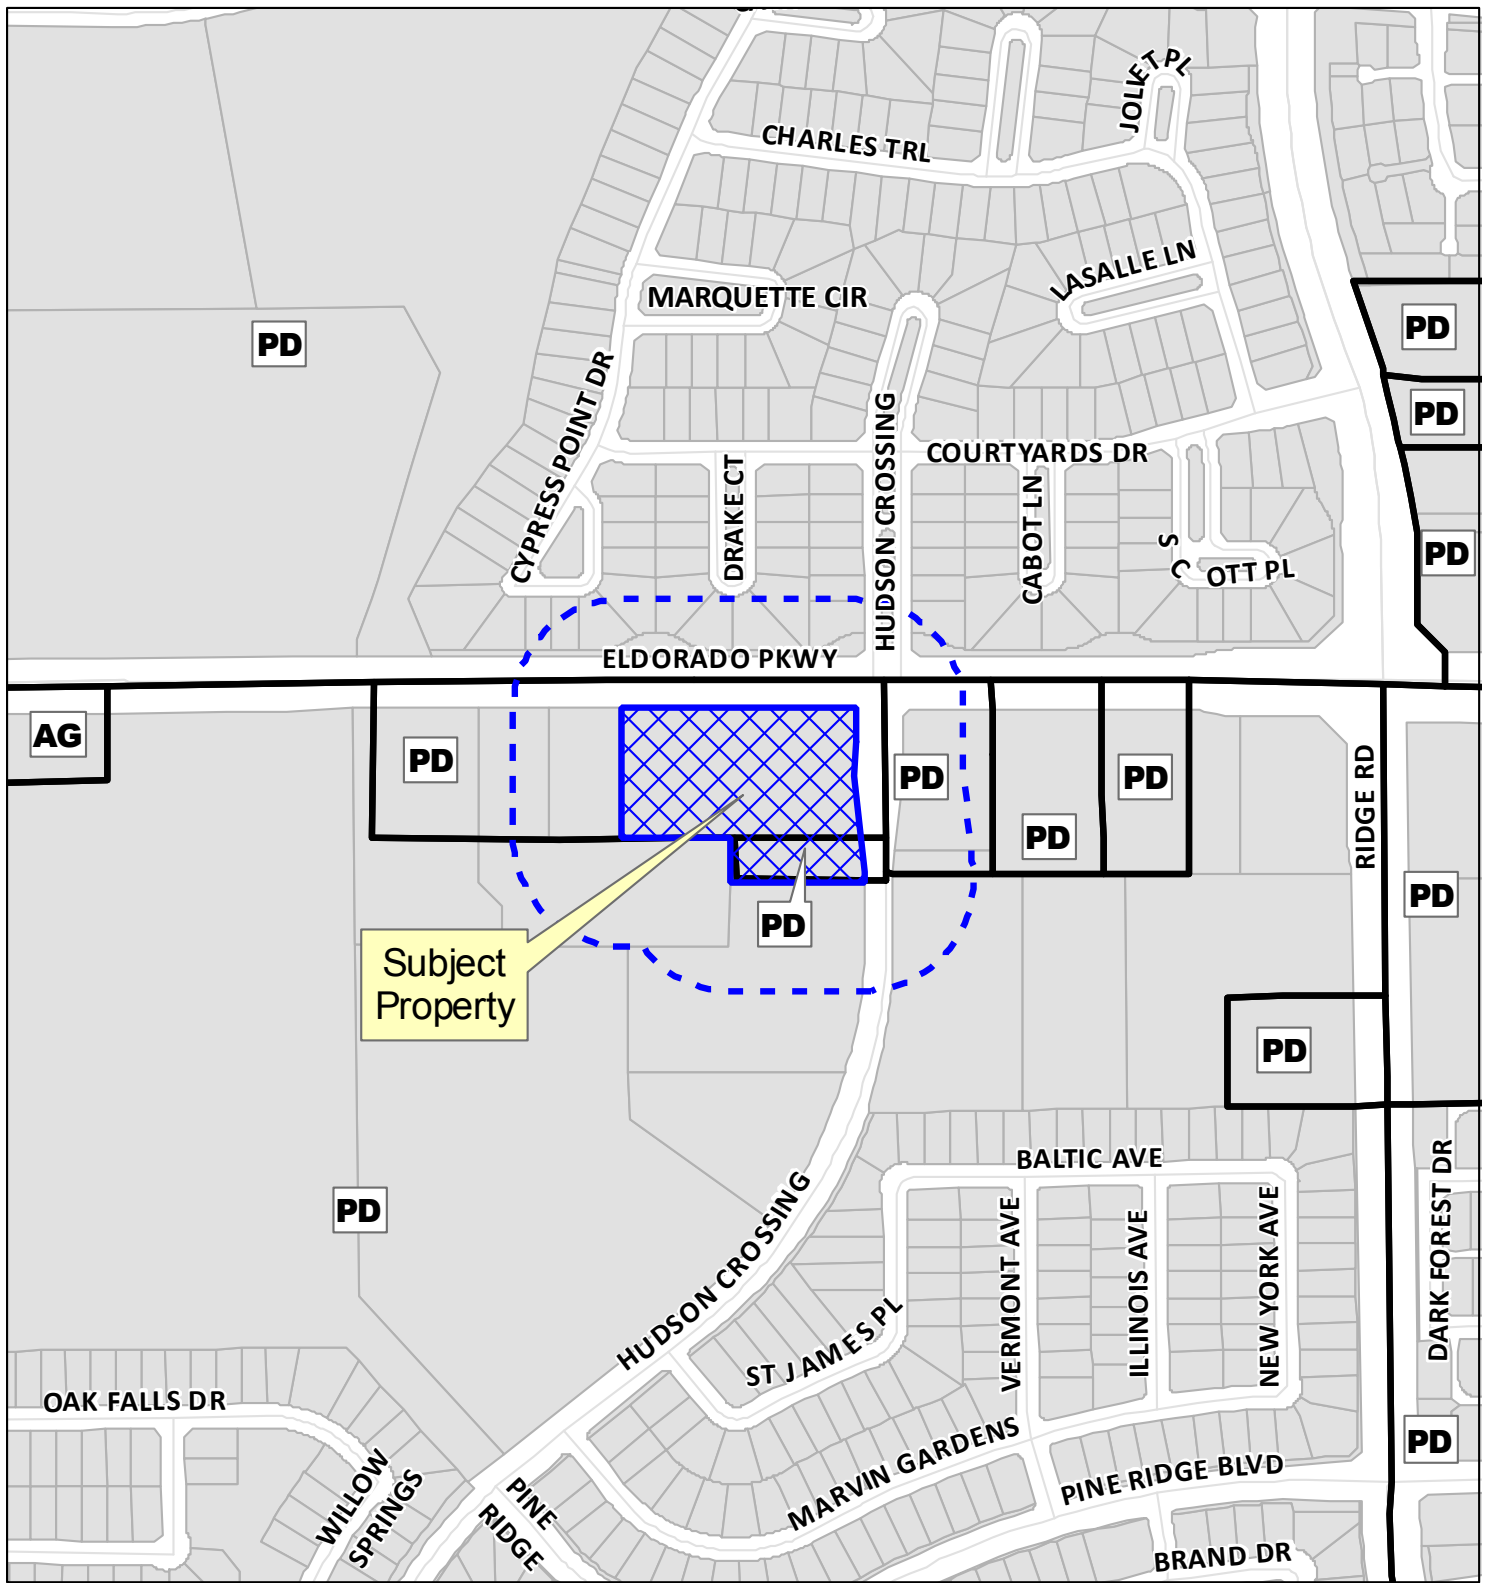 JOLIET PL
CHARLES TRL
LASALLE LN
MARQUETTE CIR
PD
PD
PD
CYPRESS POINT DR
HUDSON CROSSING
COURTYARDS DR
DRAKE CT
CABOT LN
SCOTT PL
PD
ELDORADO PKWY
AG
PD
PD
PD
PD
RIDGE RD
PD
PD
Subject
Property
PD
PD
BALTIC AVE
HUDSON CROSSING
VERMONT AVE
ILLINOIS AVE
NEW YORK AVE
DARK FOREST DR
ST JAMES PL
OAK FALLS DR
WILLOW
SPRINGS
PINE
RIDGE
MARVIN GARDENS
PINE RIDGE BLVD
PD
BRAND DR